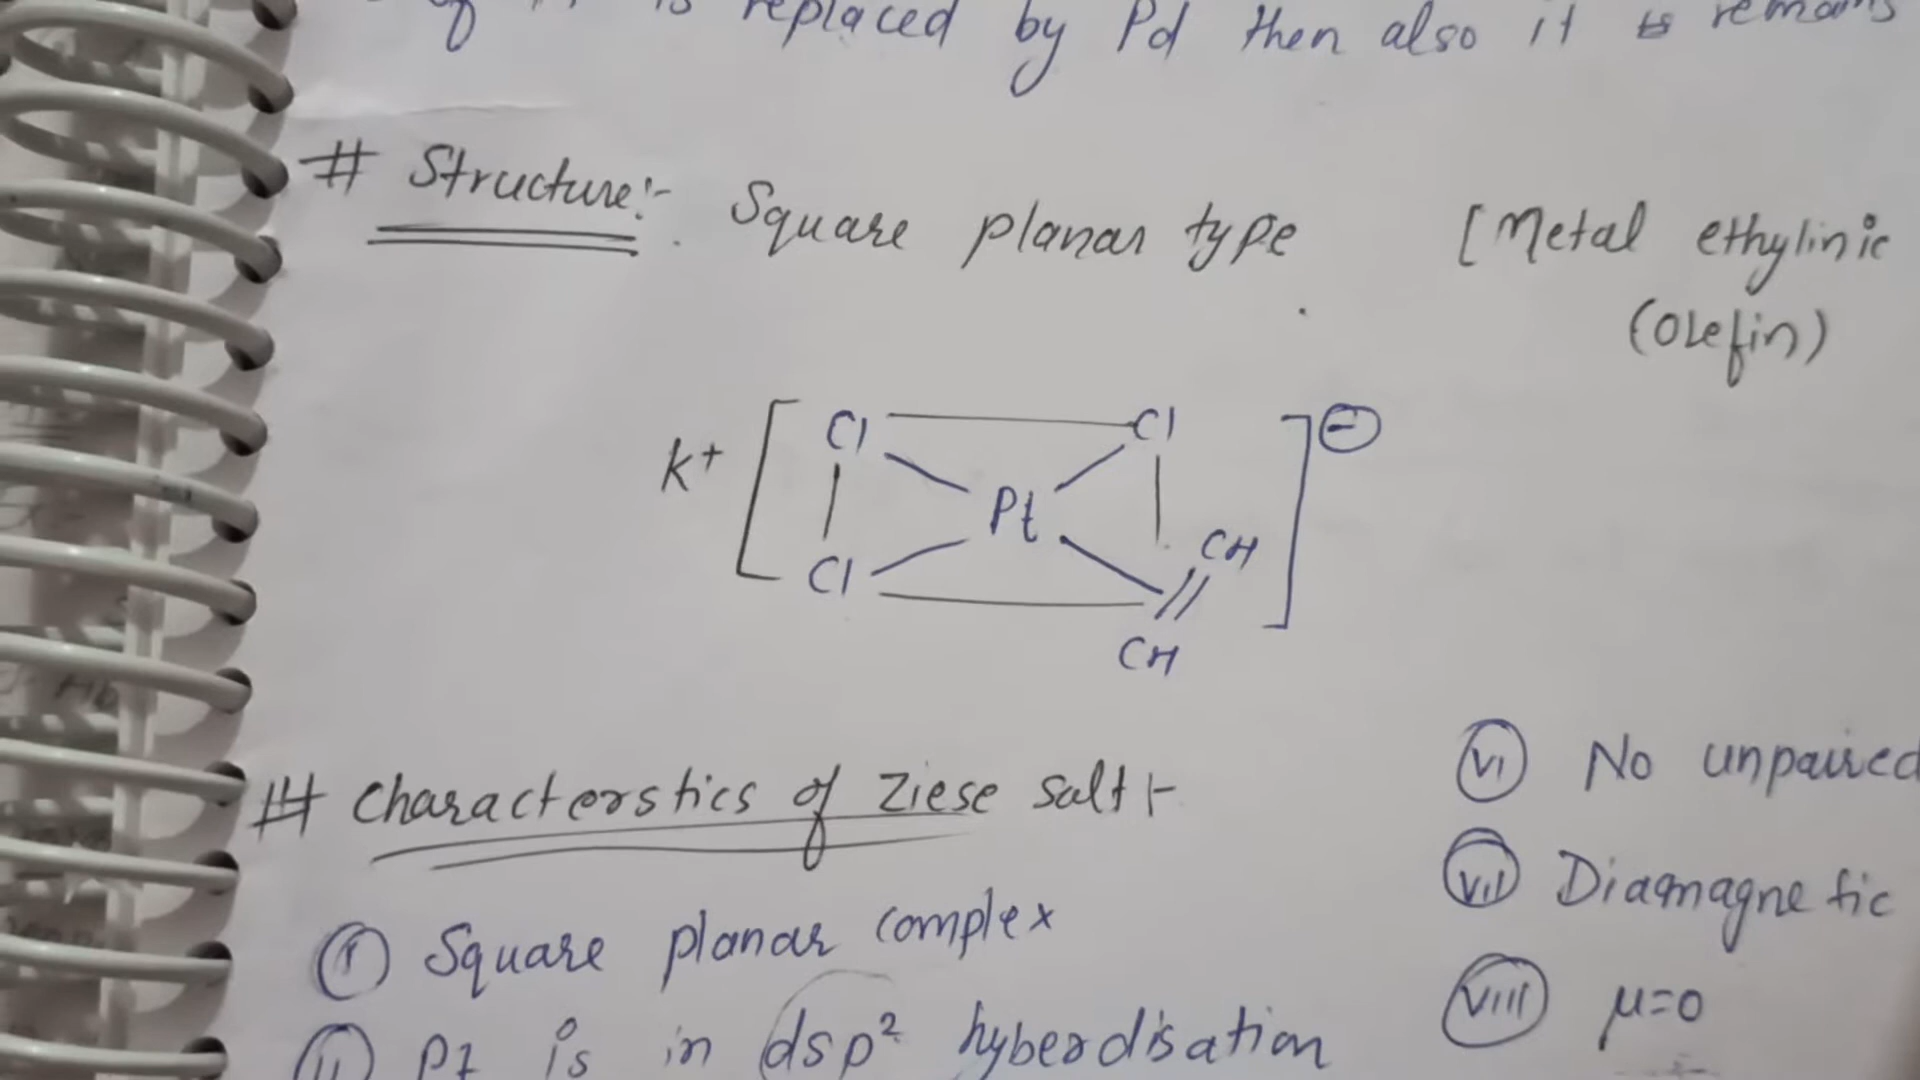 replaced by Pd then also it is remains
# Structure:- Square planar type [Metal ethylinic
(Olefin)
K+ [ Cl Cl ] ⊖
Pt
CH
Cl
CH
# Characterstics of Ziese salt :-
(I) Square planar complex
(II) Pt is in dsp² hyberdisation
(VI) No unpaired
(VII) Diamagnetic
(VIII) μ=0